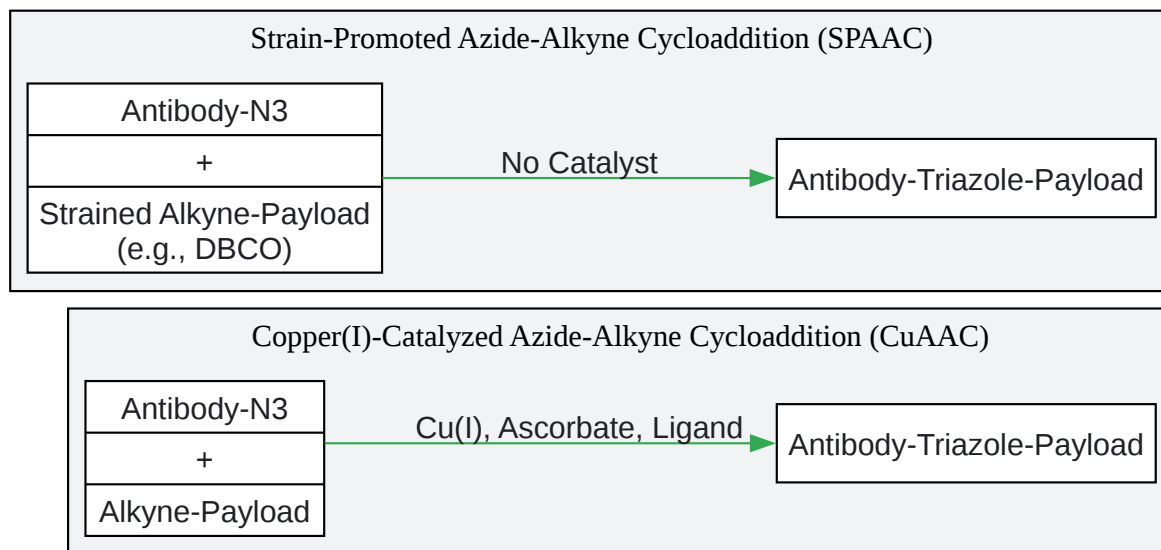 Strain-Promoted Azide-Alkyne Cycloaddition (SPAAC)
Antibody-N3
+
Strained Alkyne-Payload
(e.g., DBCO)
No Catalyst
Antibody-Triazole-Payload
Copper(I)-Catalyzed Azide-Alkyne Cycloaddition (CuAAC)
Antibody-N3
+
Alkyne-Payload
Cu(I), Ascorbate, Ligand
Antibody-Triazole-Payload